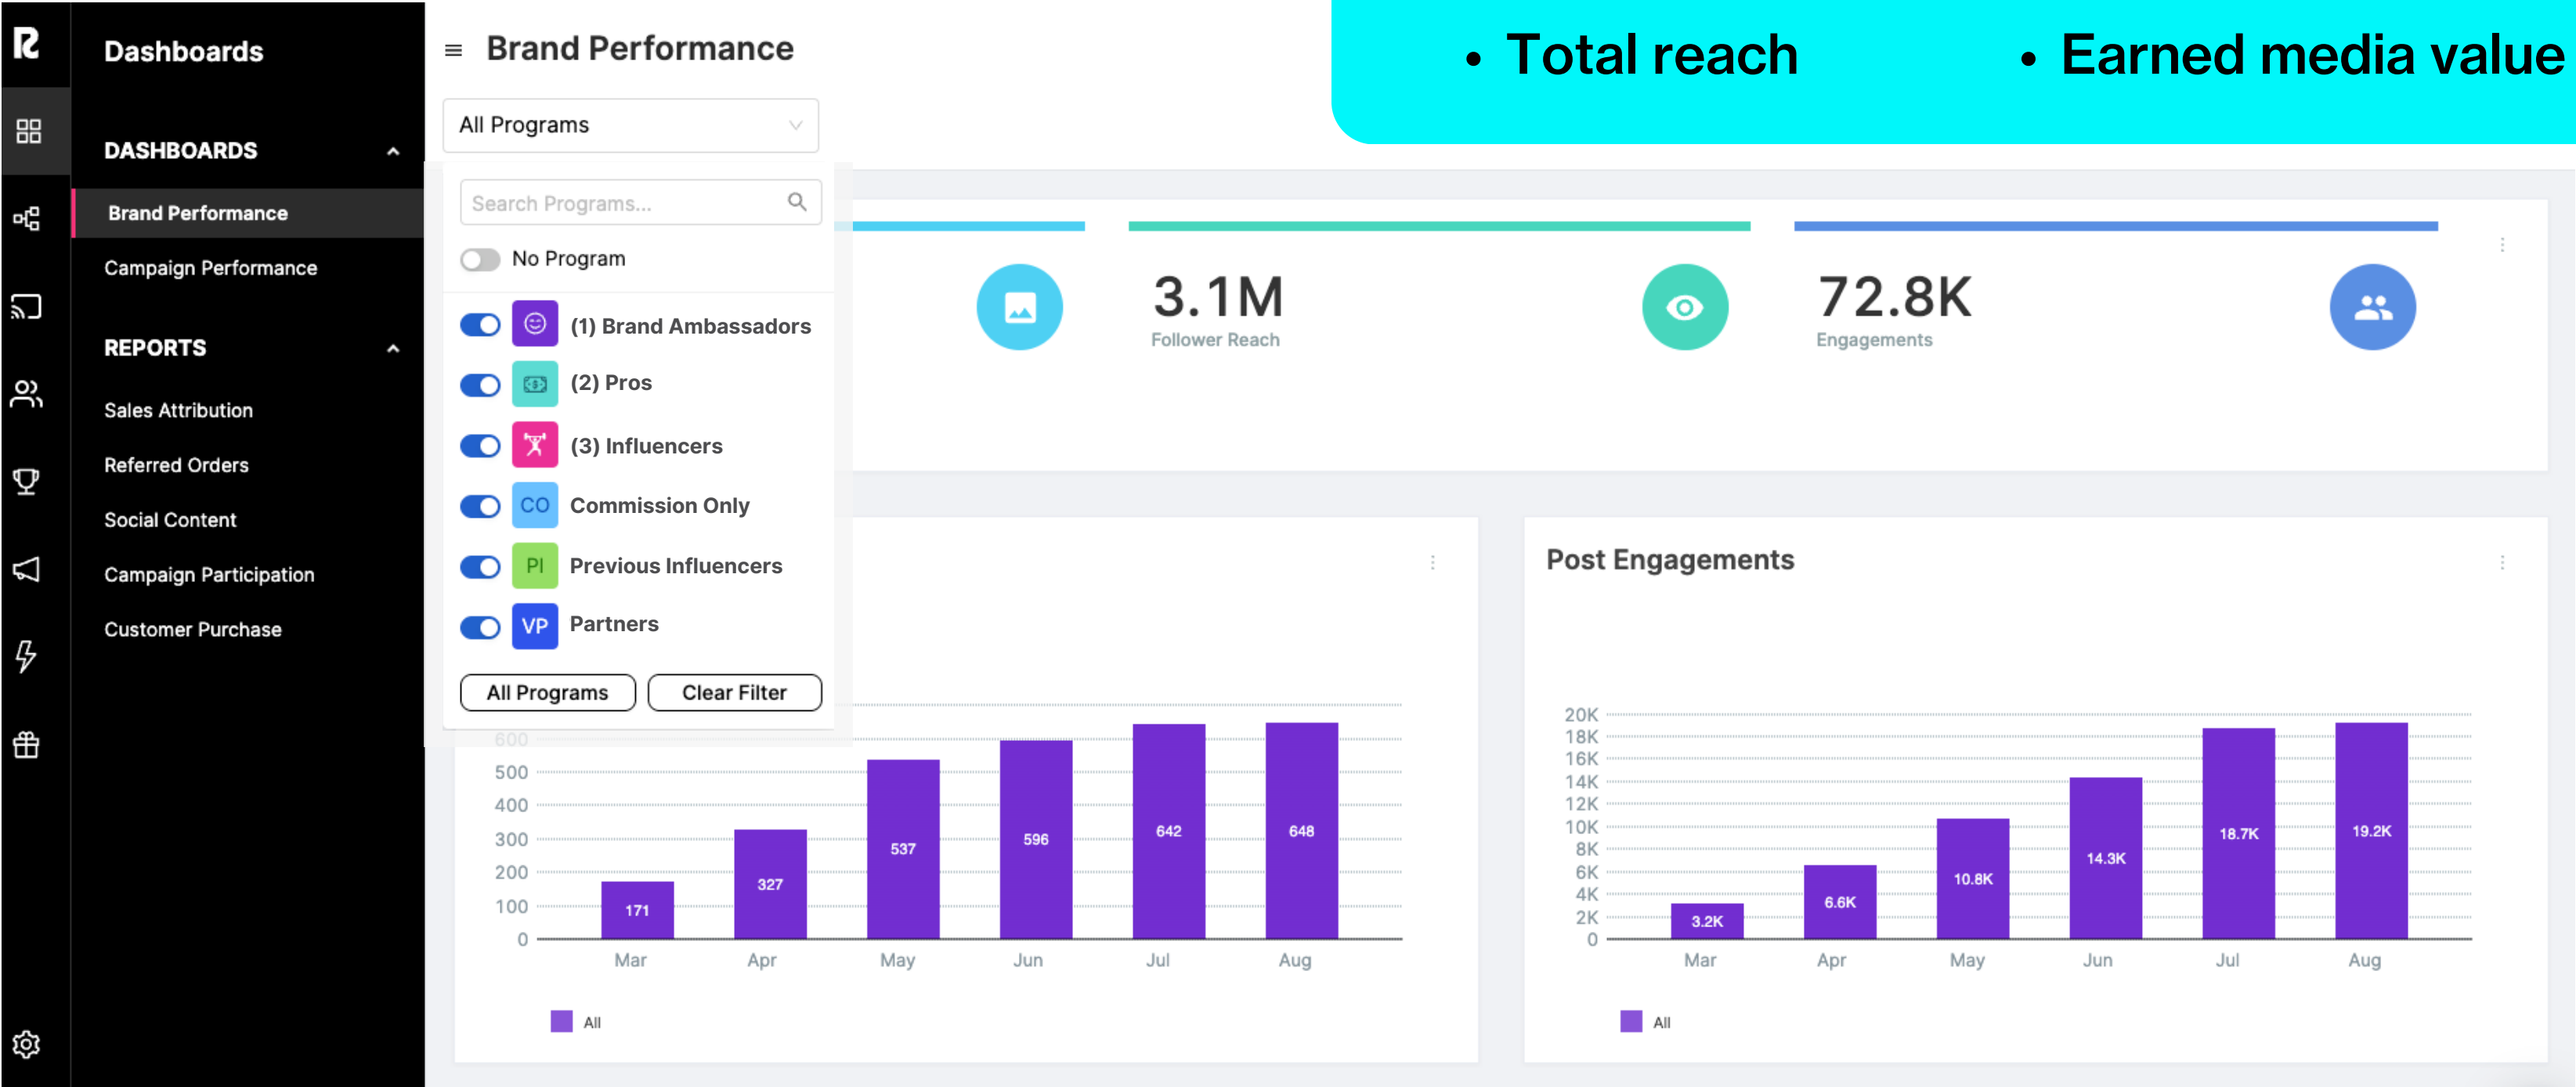 Dashboards
DASHBOARDS
Brand Performance
Campaign Performance
REPORTS
Sales Attribution
Referred Orders
Social Content
Campaign Participation
Customer Purchase
Brand Performance
• Total reach
• Earned media value
All Programs
Search Programs...
No Program
(1) Brand Ambassadors
(2) Pros
(3) Influencers
CO Commission Only
PI Previous Influencers
VP Partners
All Programs
Clear Filter
3.1M
Follower Reach
72.8K
Engagements
600
500
400
300
200
100
0
171
327
537
596
642
648
Mar
Apr
May
Jun
Jul
Aug
All
Post Engagements
20K
18K
16K
14K
12K
10K
8K
6K
4K
2K
0
3.2K
6.6K
10.8K
14.3K
18.7K
19.2K
Mar
Apr
May
Jun
Jul
Aug
All